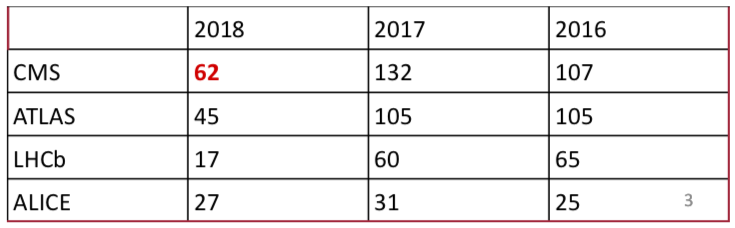 2018 2017 2016
CMS 62 132 107
ATLAS 45 105 105
LHCb 17 60 65
ALICE 27 31 25 3